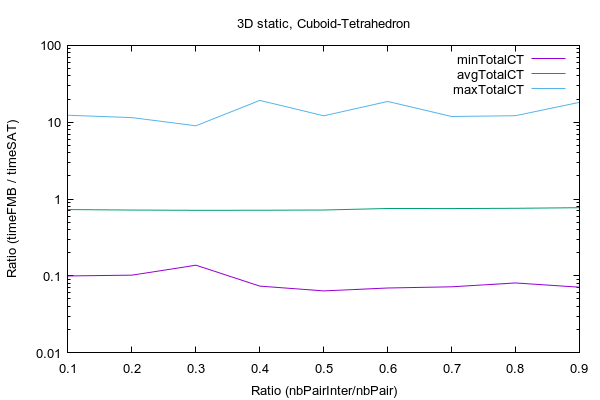 3D static, Cuboid-Tetrahedron
100
10
1
0.1
0.01
Ratio (timeFMB / timeSAT)
minTotalCT
avgTotalCT
maxTotalCT
0.1 0.2 0.3 0.4 0.5 0.6 0.7 0.8 0.9
Ratio (nbPairInter/nbPair)